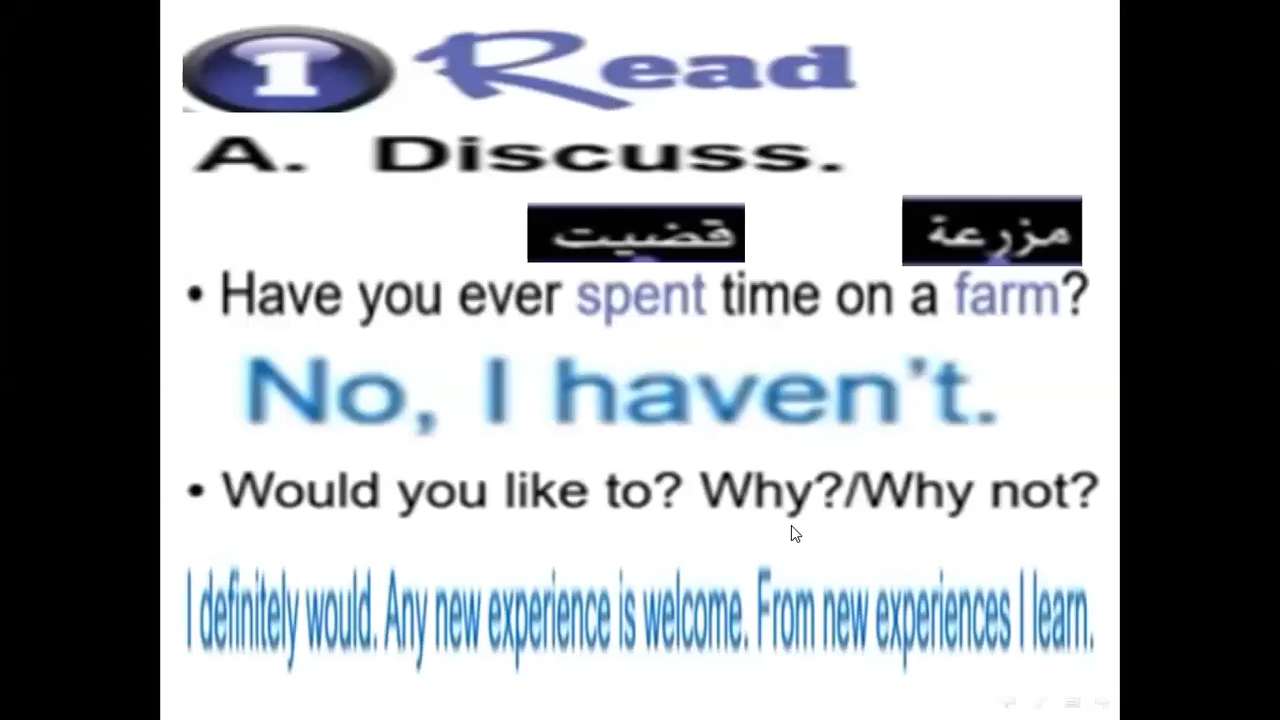 1 Read
A. Discuss.
قضيت مزرعة
• Have you ever spent time on a farm?
No, I haven't.
• Would you like to? Why?/Why not?
I definitely would. Any new experience is welcome. From new experiences I learn.